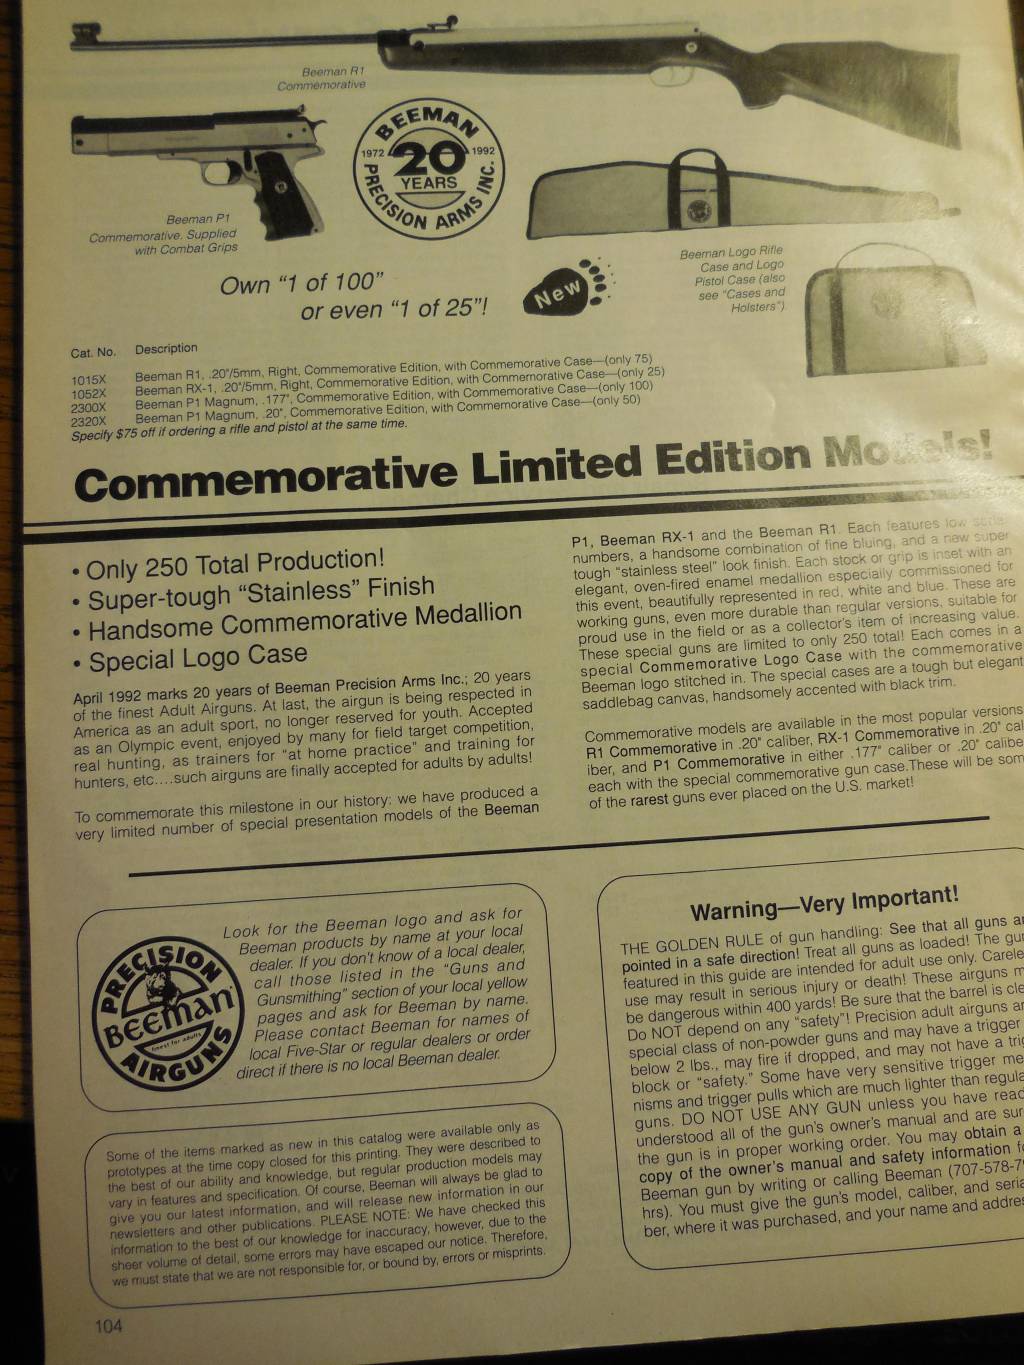 Beeman R1
Commemorative
BEEMAN
1972 20 1992
YEARS
PRECISION ARMS INC.
Beeman P1
Commemorative. Supplied
with Combat Grips
Beeman Logo Rifle
Case and Logo
Pistol Case (also
see "Cases and
Holsters")
Own "1 of 100"
or even "1 of 25"!
New
Cat. No. Description
1015X Beeman R1, .20"/5mm, Right, Commemorative Edition, with Commemorative Case—(only 75)
1052X Beeman RX-1, .20"/5mm, Right, Commemorative Edition, with Commemorative Case—(only 25)
2300X Beeman P1 Magnum, .177", Commemorative Edition, with Commemorative Case—(only 100)
2320X Beeman P1 Magnum, .20", Commemorative Edition, with Commemorative Case—(only 50)
Specify $75 off if ordering a rifle and pistol at the same time.
Commemorative Limited Edition Models!
• Only 250 Total Production!
• Super-tough "Stainless" Finish
• Handsome Commemorative Medallion
• Special Logo Case
April 1992 marks 20 years of Beeman Precision Arms Inc.; 20 years
of the finest Adult Airguns. At last, the airgun is being respected in
America as an adult sport, no longer reserved for youth. Accepted
as an Olympic event, enjoyed by many for field target competition,
real hunting, as trainers for "at home practice" and training for
hunters, etc....such airguns are finally accepted for adults by adults!
To commemorate this milestone in our history: we have produced a
very limited number of special presentation models of the Beeman
P1, Beeman RX-1 and the Beeman R1. Each features low
numbers, a handsome combination of fine bluing, and a new super
tough "stainless steel" look finish. Each stock or grip is inset with an
elegant, oven-fired enamel medallion especially commissioned for
this event, beautifully represented in red, white and blue. These are
working guns, even more durable than regular versions, suitable for
proud use in the field or as a collector's item of increasing value.
These special guns are limited to only 250 total! Each comes in a
special Commemorative Logo Case with the commemorative
Beeman logo stitched in. The special cases are a tough but elegant
saddlebag canvas, handsomely accented with black trim.
Commemorative models are available in the most popular versions
R1 Commemorative in .20" caliber, RX-1 Commemorative in .20" cal
iber, and P1 Commemorative in either .177" caliber or .20" calibe
each with the special commemorative gun case.These will be som
of the rarest guns ever placed on the U.S. market!
PRECISION
Beeman
finest for adults
AIRGUNS
Look for the Beeman logo and ask for
Beeman products by name at your local
dealer. If you don't know of a local dealer,
call those listed in the "Guns and
Gunsmithing" section of your local yellow
pages and ask for Beeman by name.
Please contact Beeman for names of
local Five-Star or regular dealers or order
direct if there is no local Beeman dealer.
Some of the items marked as new in this catalog were available only as
prototypes at the time copy closed for this printing. They were described to
the best of our ability and knowledge, but regular production models may
vary in features and specification. Of course, Beeman will always be glad to
give you our latest information, and will release new information in our
newsletters and other publications. PLEASE NOTE: We have checked this
information to the best of our knowledge for inaccuracy, however, due to the
sheer volume of detail, some errors may have escaped our notice. Therefore,
we must state that we are not responsible for, or bound by, errors or misprints.
Warning—Very Important!
THE GOLDEN RULE of gun handling: See that all guns a
pointed in a safe direction! Treat all guns as loaded! The gu
featured in this guide are intended for adult use only. Carele
use may result in serious injury or death! These airguns m
be dangerous within 400 yards! Be sure that the barrel is cle
Do NOT depend on any "safety"! Precision adult airguns ar
special class of non-powder guns and may have a trigger
below 2 lbs., may fire if dropped, and may not have a trig
block or "safety." Some have very sensitive trigger me
nisms and trigger pulls which are much lighter than regula
guns. DO NOT USE ANY GUN unless you have read
understood all of the gun's owner's manual and are sur
the gun is in proper working order. You may obtain a
copy of the owner's manual and safety information f
Beeman gun by writing or calling Beeman (707-578-79
hrs). You must give the gun's model, caliber, and seria
ber, where it was purchased, and your name and addres
104